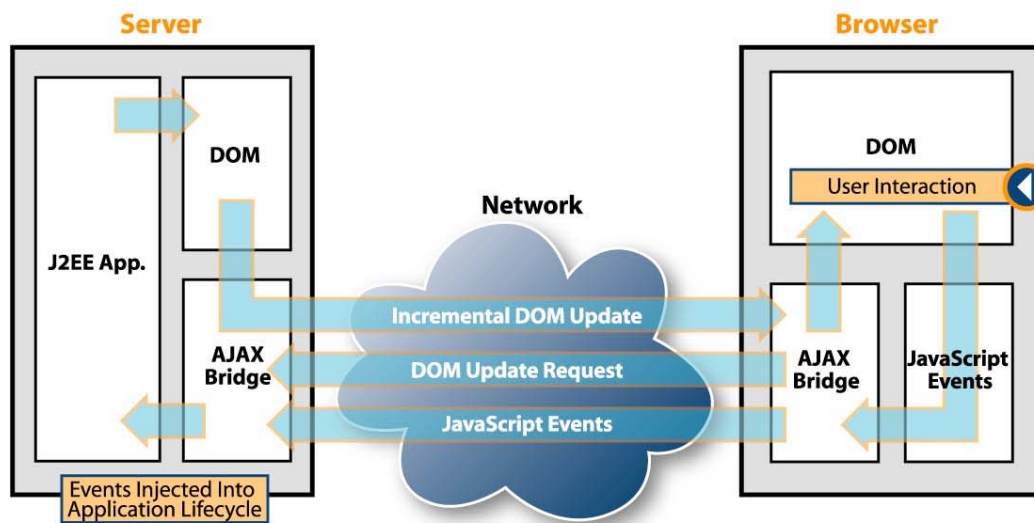 Server
Browser
DOM
J2EE App.
AJAX
Bridge
Events Injected Into
Application Lifecycle
Network
Incremental DOM Update
DOM Update Request
JavaScript Events
DOM
User Interaction
AJAX
Bridge
JavaScript
Events